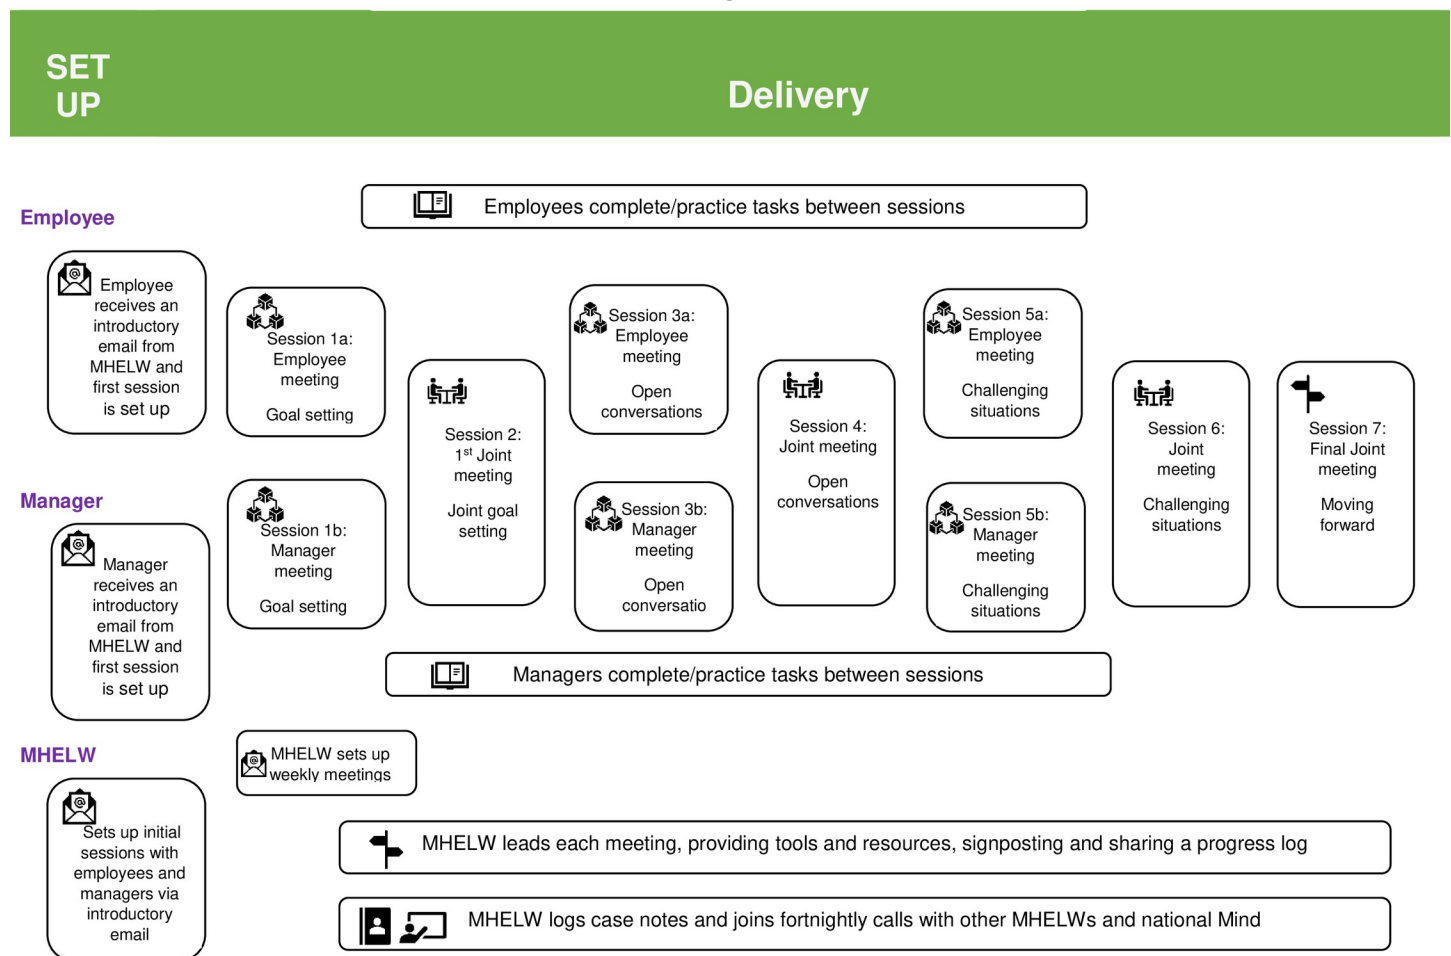 SET
UP
Delivery
Employee
Employees complete/practice tasks between sessions
Employee
receives an
introductory
email from
MHELW and
first session
is set up
Session 1a:
Employee
meeting
Goal setting
Session 2:
1st Joint
meeting
Joint goal
setting
Session 3a:
Employee
meeting
Open
conversations
Session 4:
Joint meeting
Open
conversations
Session 5a:
Employee
meeting
Challenging
situations
Session 6:
Joint
meeting
Challenging
situations
Session 7:
Final Joint
meeting
Moving
forward
Manager
Manager
receives an
introductory
email from
MHELW and
first session
is set up
Session 1b:
Manager
meeting
Goal setting
Session 3b:
Manager
meeting
Open
conversatio
Session 5b:
Manager
meeting
Challenging
situations
Managers complete/practice tasks between sessions
MHELW
Sets up initial
sessions with
employees and
managers via
introductory
email
MHELW sets up
weekly meetings
MHELW leads each meeting, providing tools and resources, signposting and sharing a progress log
MHELW logs case notes and joins fortnightly calls with other MHELWs and national Mind